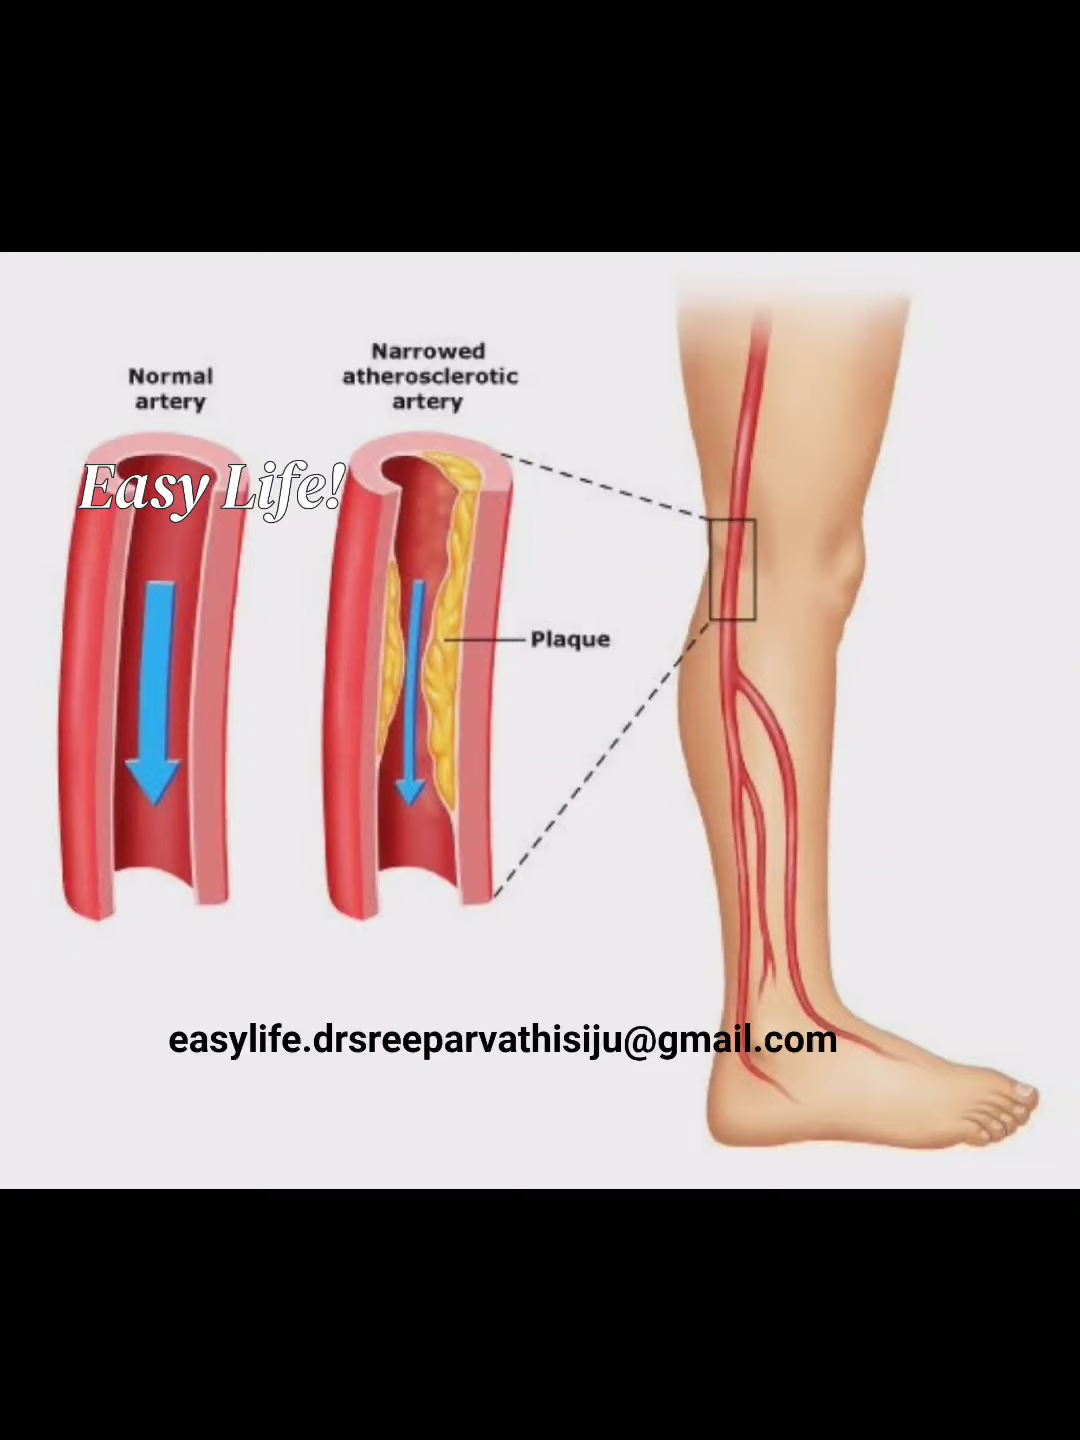 Normal
artery
Narrowed
atherosclerotic
artery
Easy Life!
Plaque
easylife.drsreeparvathisiju@gmail.com